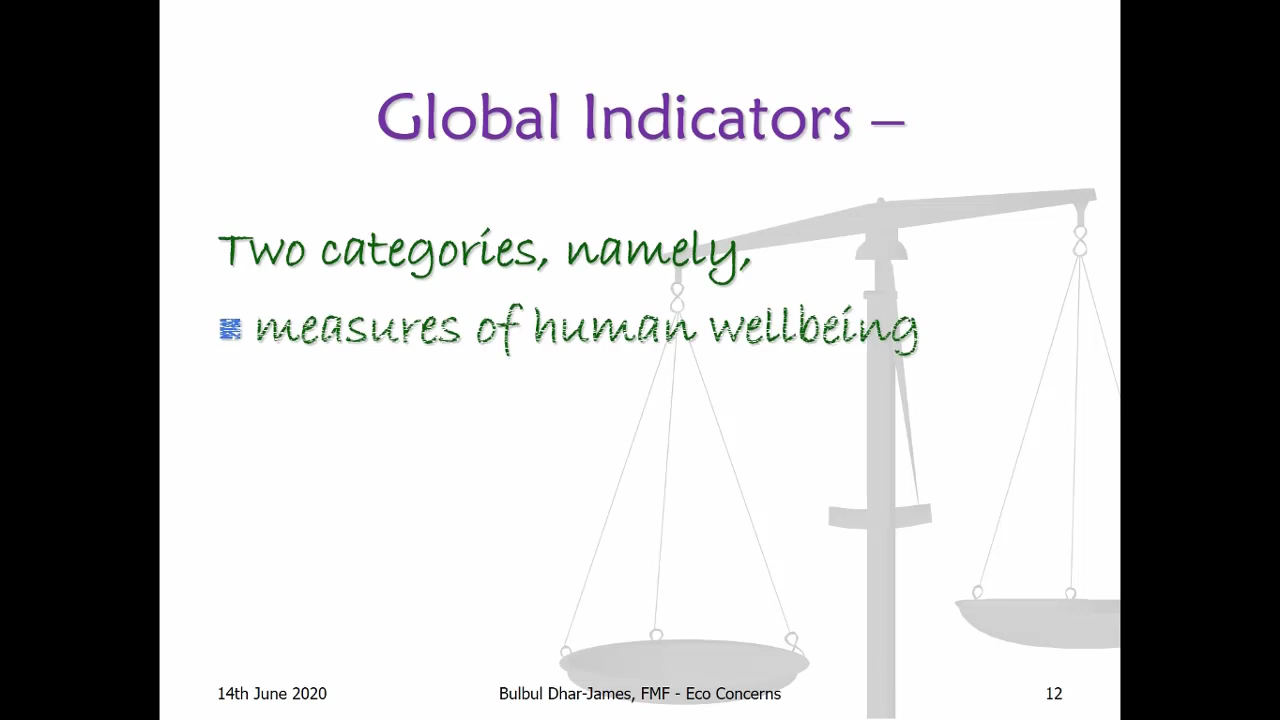 Global Indicators –
Two categories, namely,
measures of human wellbeing
14th June 2020
Bulbul Dhar-James, FMF - Eco Concerns
12